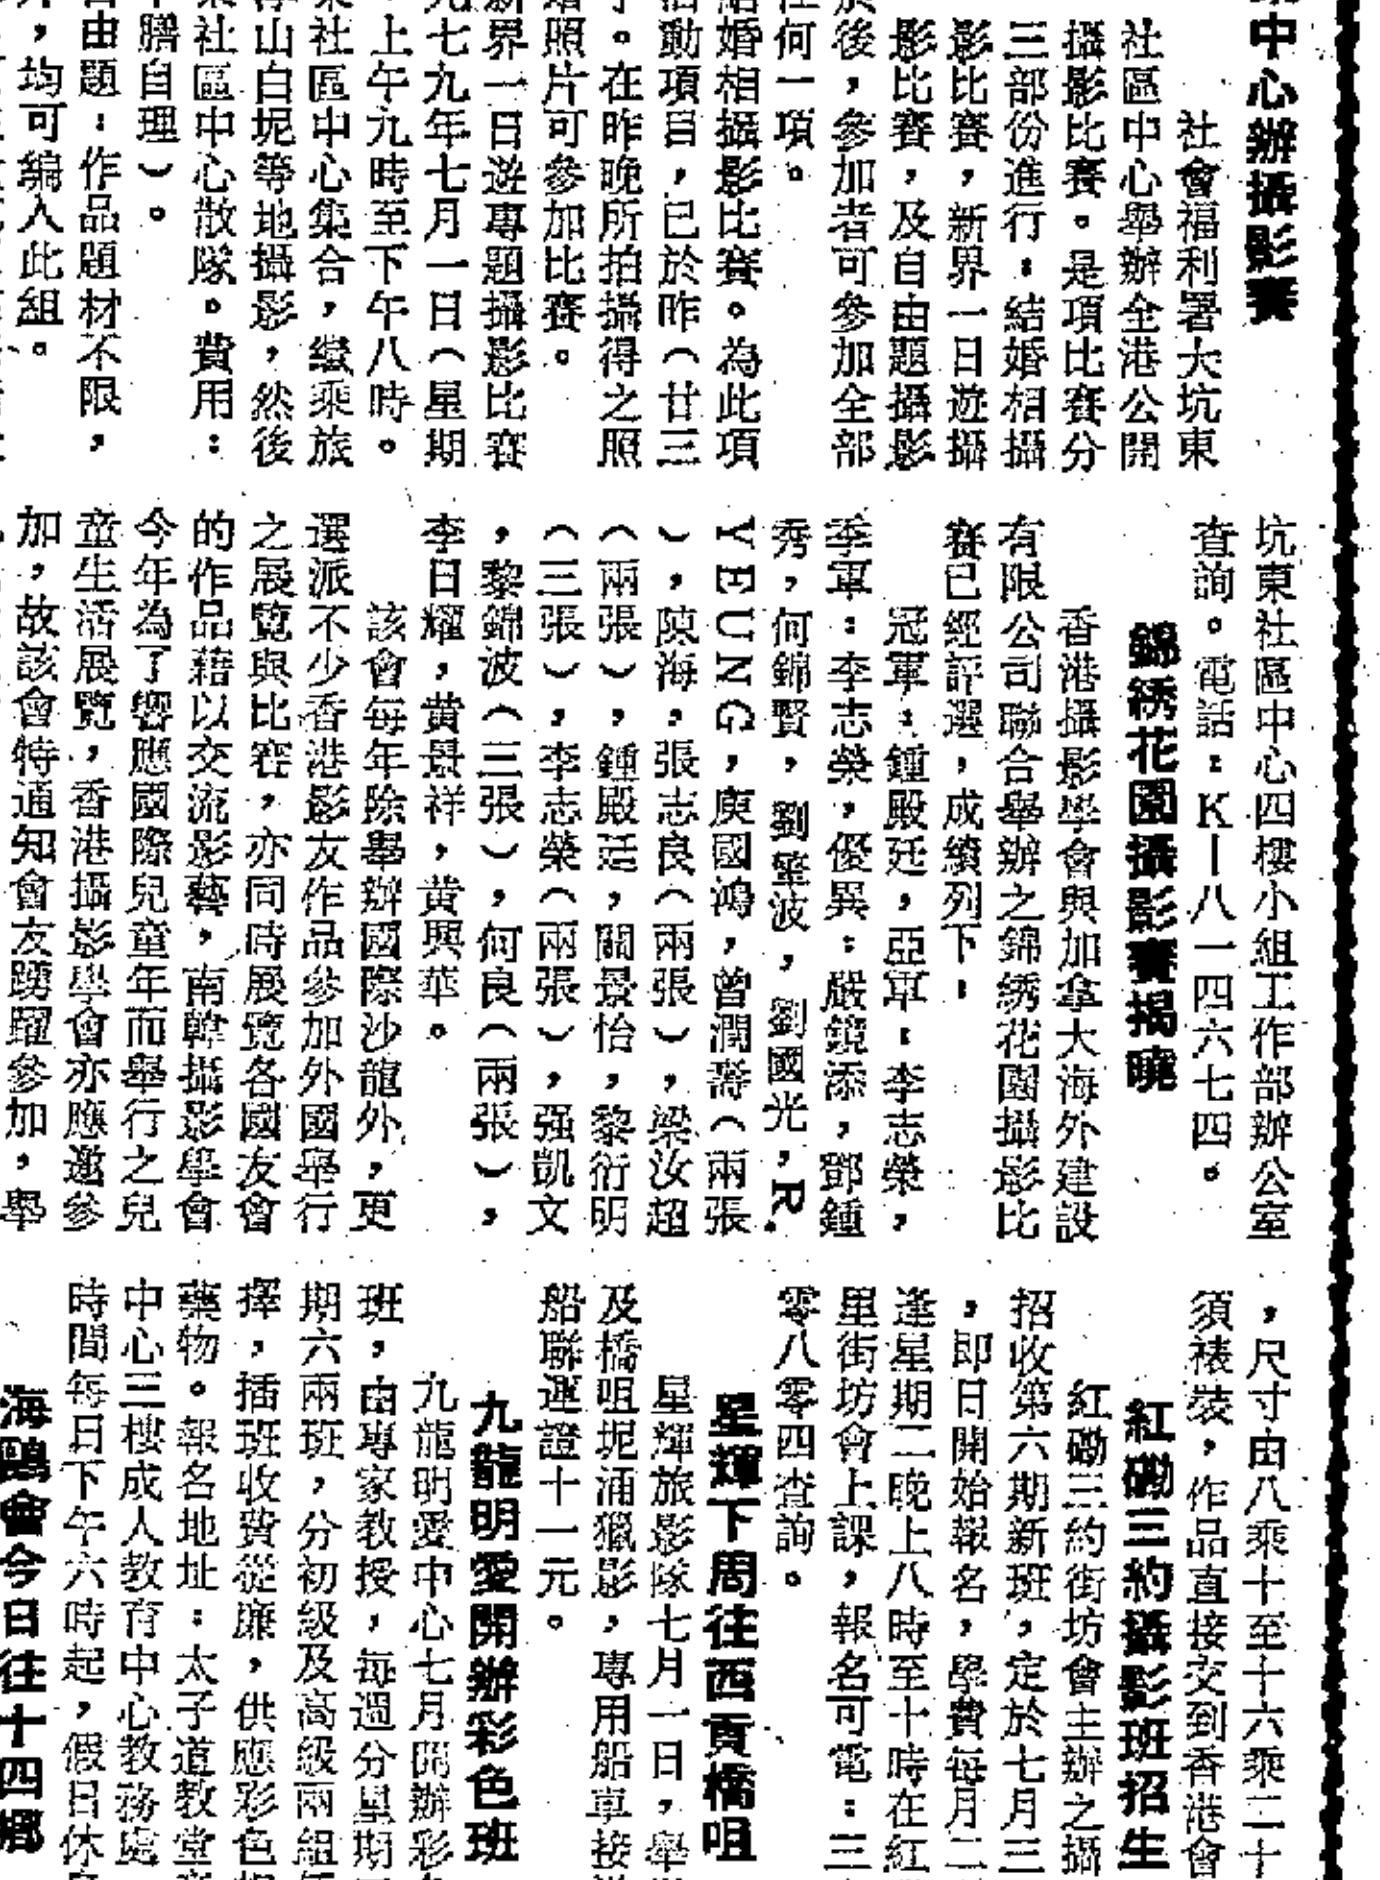 中心辦攝影賽
社會福利署大坑東
社區中心舉辦全港公開
攝影比賽。是項比賽分
三部份進行：結婚相攝
影比賽，新界一日遊攝
影比賽，及自由題攝影
後，參加者可參加全部
何一項。
婚相攝影比賽。為此項
動項目，已於昨（廿三
。在昨晚所拍攝得之照
照片可參加比賽。
界一日遊專題攝影比賽
九七九年七月一日（星期
上午九時至下午八時。
社區中心集合，繼乘旅
山白坭等地攝影，然後
社區中心散隊。費用：
膳自理）。
由題：作品題材不限，
，均可編入此組。
坑東社區中心四樓小組工作部辦公室
查詢。電話：K—八一四六七四。
錦綉花園攝影賽揭曉
香港攝影學會與加拿大海外建設
有限公司聯合舉辦之錦綉花園攝影比
賽已經評選，成績列下：
冠軍：鍾殿廷，亞軍：李志榮，
季軍：李志榮，優異：嚴鏡添，鄧鍾
秀，何錦賢，劉肇波，劉國光，R.
YEUNG，庾國鴻，曾潤壽（兩張
），陳海，張志良（兩張），梁汝超
（兩張），鍾殿廷，關景怡，黎衍明
（三張），李志榮（兩張），强凱文
，黎錦波（三張），何良（兩張），
李日耀，黄景祥，黄興華。
該會每年除舉辦國際沙龍外，更
選派不少香港影友作品參加外國舉行
之展覽與比賽，亦同時展覽各國友會
的作品藉以交流影藝，南韓攝影學會
今年為了響應國際兒童年而舉行之兒
童生活展覽，香港攝影學會亦應邀參
加，故該會特通知會友踴躍參加，舉
，尺寸由八乘十至十六乘二十
須裱裝，作品直接交到香港會
紅磡三約攝影班招生
紅磡三約街坊會主辦之攝
招收第六期新班，定於七月三
，即日開始報名，學費每月二
逢星期二晚上八時至十時在紅
里街坊會上課，報名可電：三
零八零四查詢。
星輝下周往西貢橋咀
星輝旅影隊七月一日，舉
及橋咀坭涌獵影，專用船車接
船聯運證十一元。
九龍明愛開辦彩色班
九龍明愛中心七月開辦彩
班，由專家教授，每週分星期
期六兩班，分初級及高級兩組
擇，插班收費從廉，供應彩色
藥物。報名地址：太子道教堂
中心三樓成人教育中心教務處
時間每日下午六時起，假日休
海鷗會今日往十四鄉